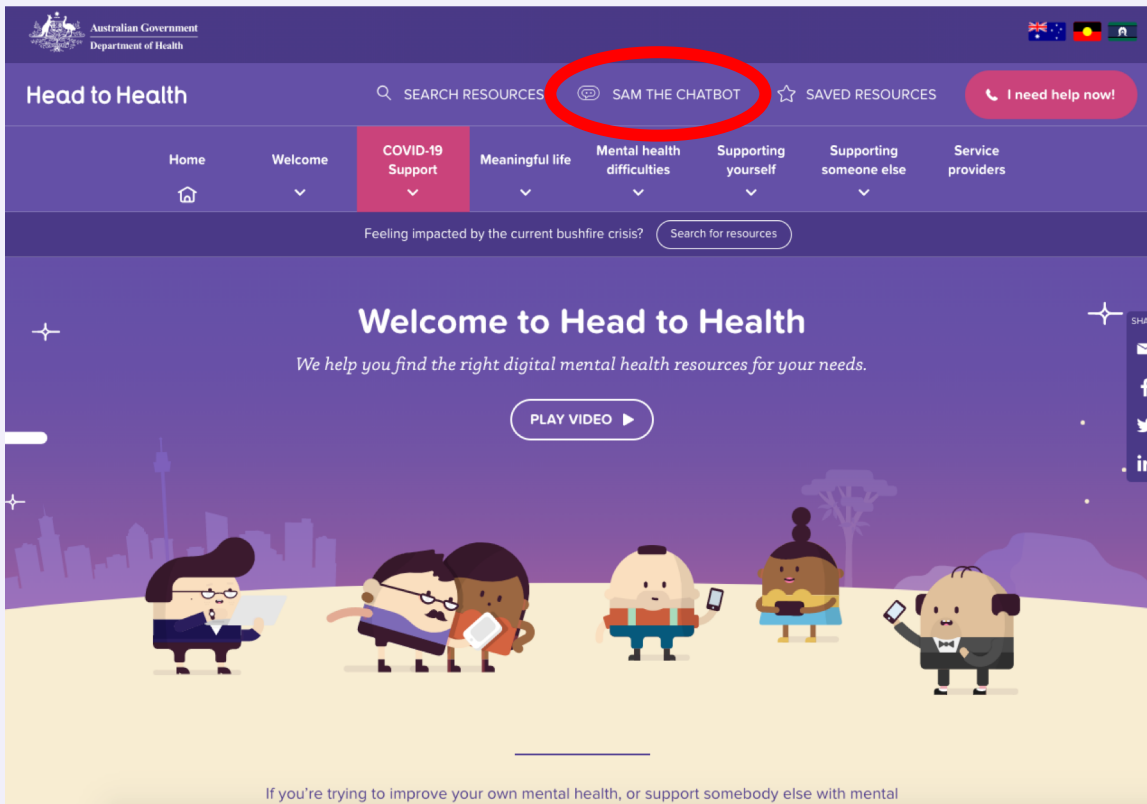 Australian Government
Department of Health
Head to Health
SEARCH RESOURCES
SAM THE CHATBOT
SAVED RESOURCES
I need help now!
Home
Welcome
COVID-19
Support
Meaningful life
Mental health
difficulties
Supporting
yourself
Supporting
someone else
Service
providers
Feeling impacted by the current bushfire crisis? Search for resources
Welcome to Head to Health
We help you find the right digital mental health resources for your needs.
PLAY VIDEO
If you're trying to improve your own mental health, or support somebody else with mental